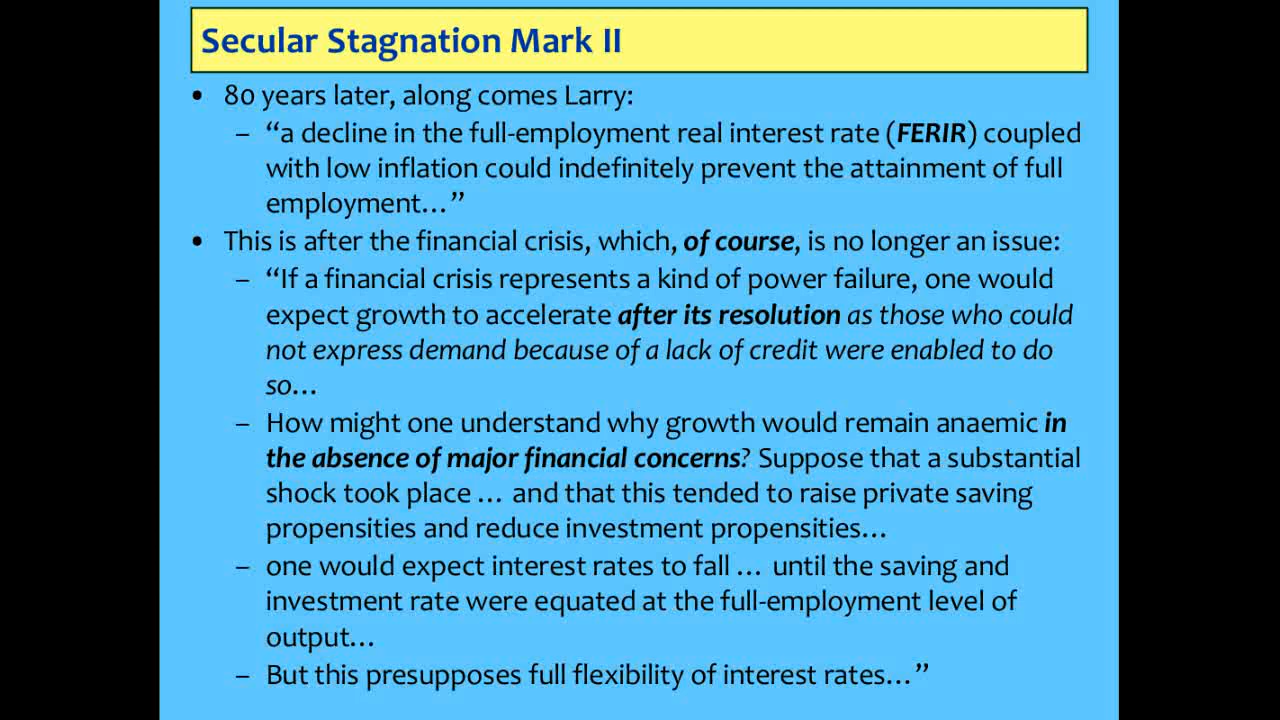 Secular Stagnation Mark II
• 80 years later, along comes Larry:
– “a decline in the full-employment real interest rate (FERIR) coupled
with low inflation could indefinitely prevent the attainment of full
employment…”
• This is after the financial crisis, which, of course, is no longer an issue:
– “If a financial crisis represents a kind of power failure, one would
expect growth to accelerate after its resolution as those who could
not express demand because of a lack of credit were enabled to do
so…
– How might one understand why growth would remain anaemic in
the absence of major financial concerns? Suppose that a substantial
shock took place … and that this tended to raise private saving
propensities and reduce investment propensities…
– one would expect interest rates to fall … until the saving and
investment rate were equated at the full-employment level of
output…
– But this presupposes full flexibility of interest rates…”